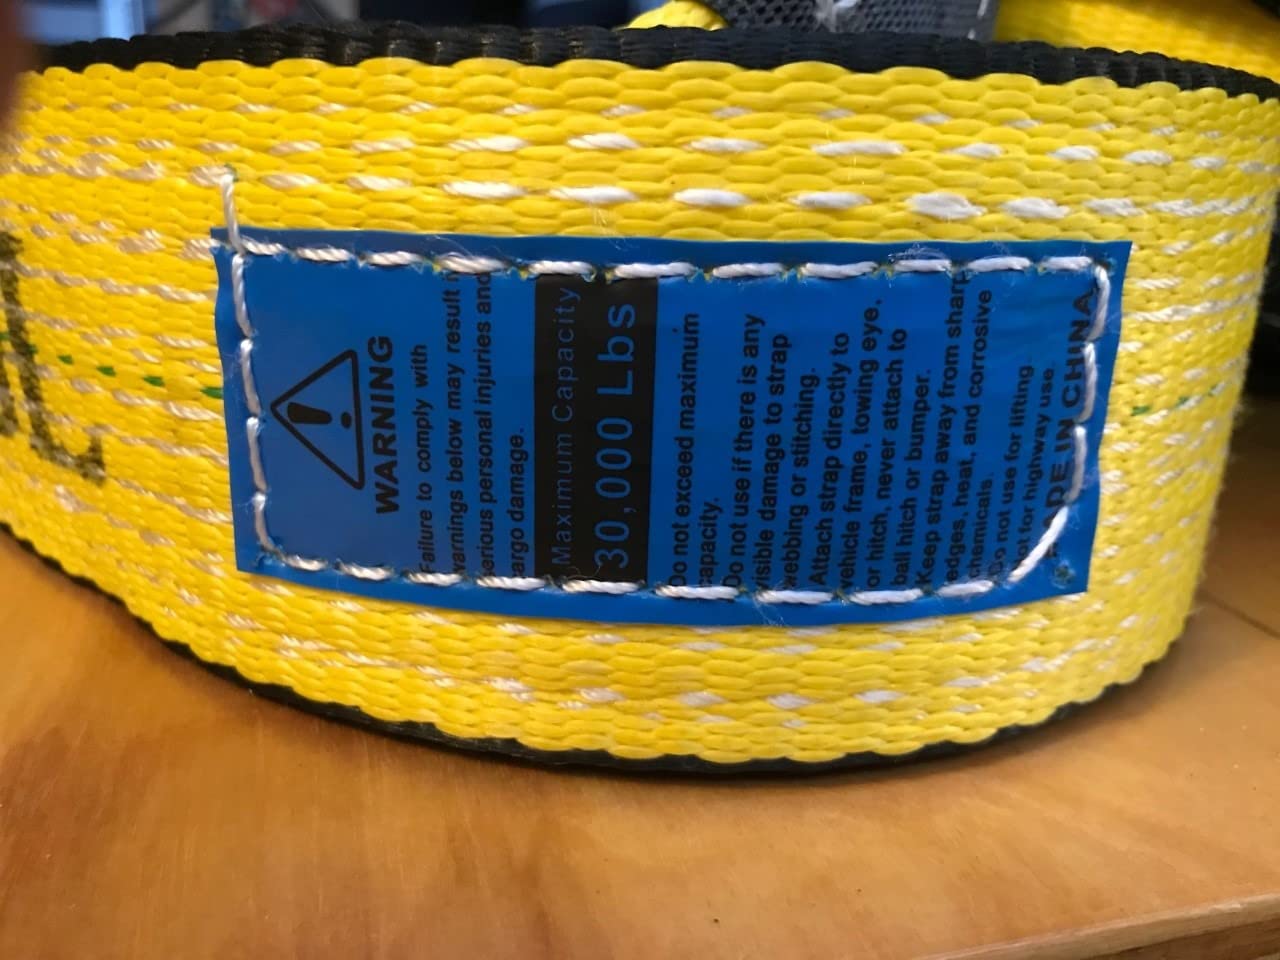 WARNING
Failure to comply with
warnings below may result
serious personal injuries and
cargo damage.
Maximum Capacity
30,000 Lbs
Do not exceed maximum
capacity.
Do not use if there is any
visible damage to strap
webbing or stitching.
Attach strap directly to
vehicle frame, towing eye,
or hitch, never attach to
ball hitch or bumper.
Keep strap away from sharp
edges, heat, and corrosive
chemicals.
Do not use for lifting.
Not for highway use.
MADE IN CHINA